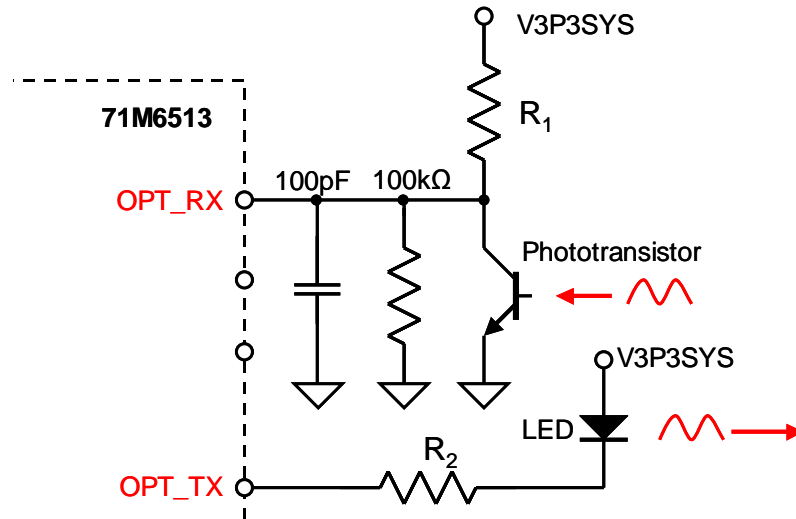 V3P3SYS
71M6513
R1
100pF
100kΩ
OPT_RX
Phototransistor
V3P3SYS
LED
R2
OPT_TX